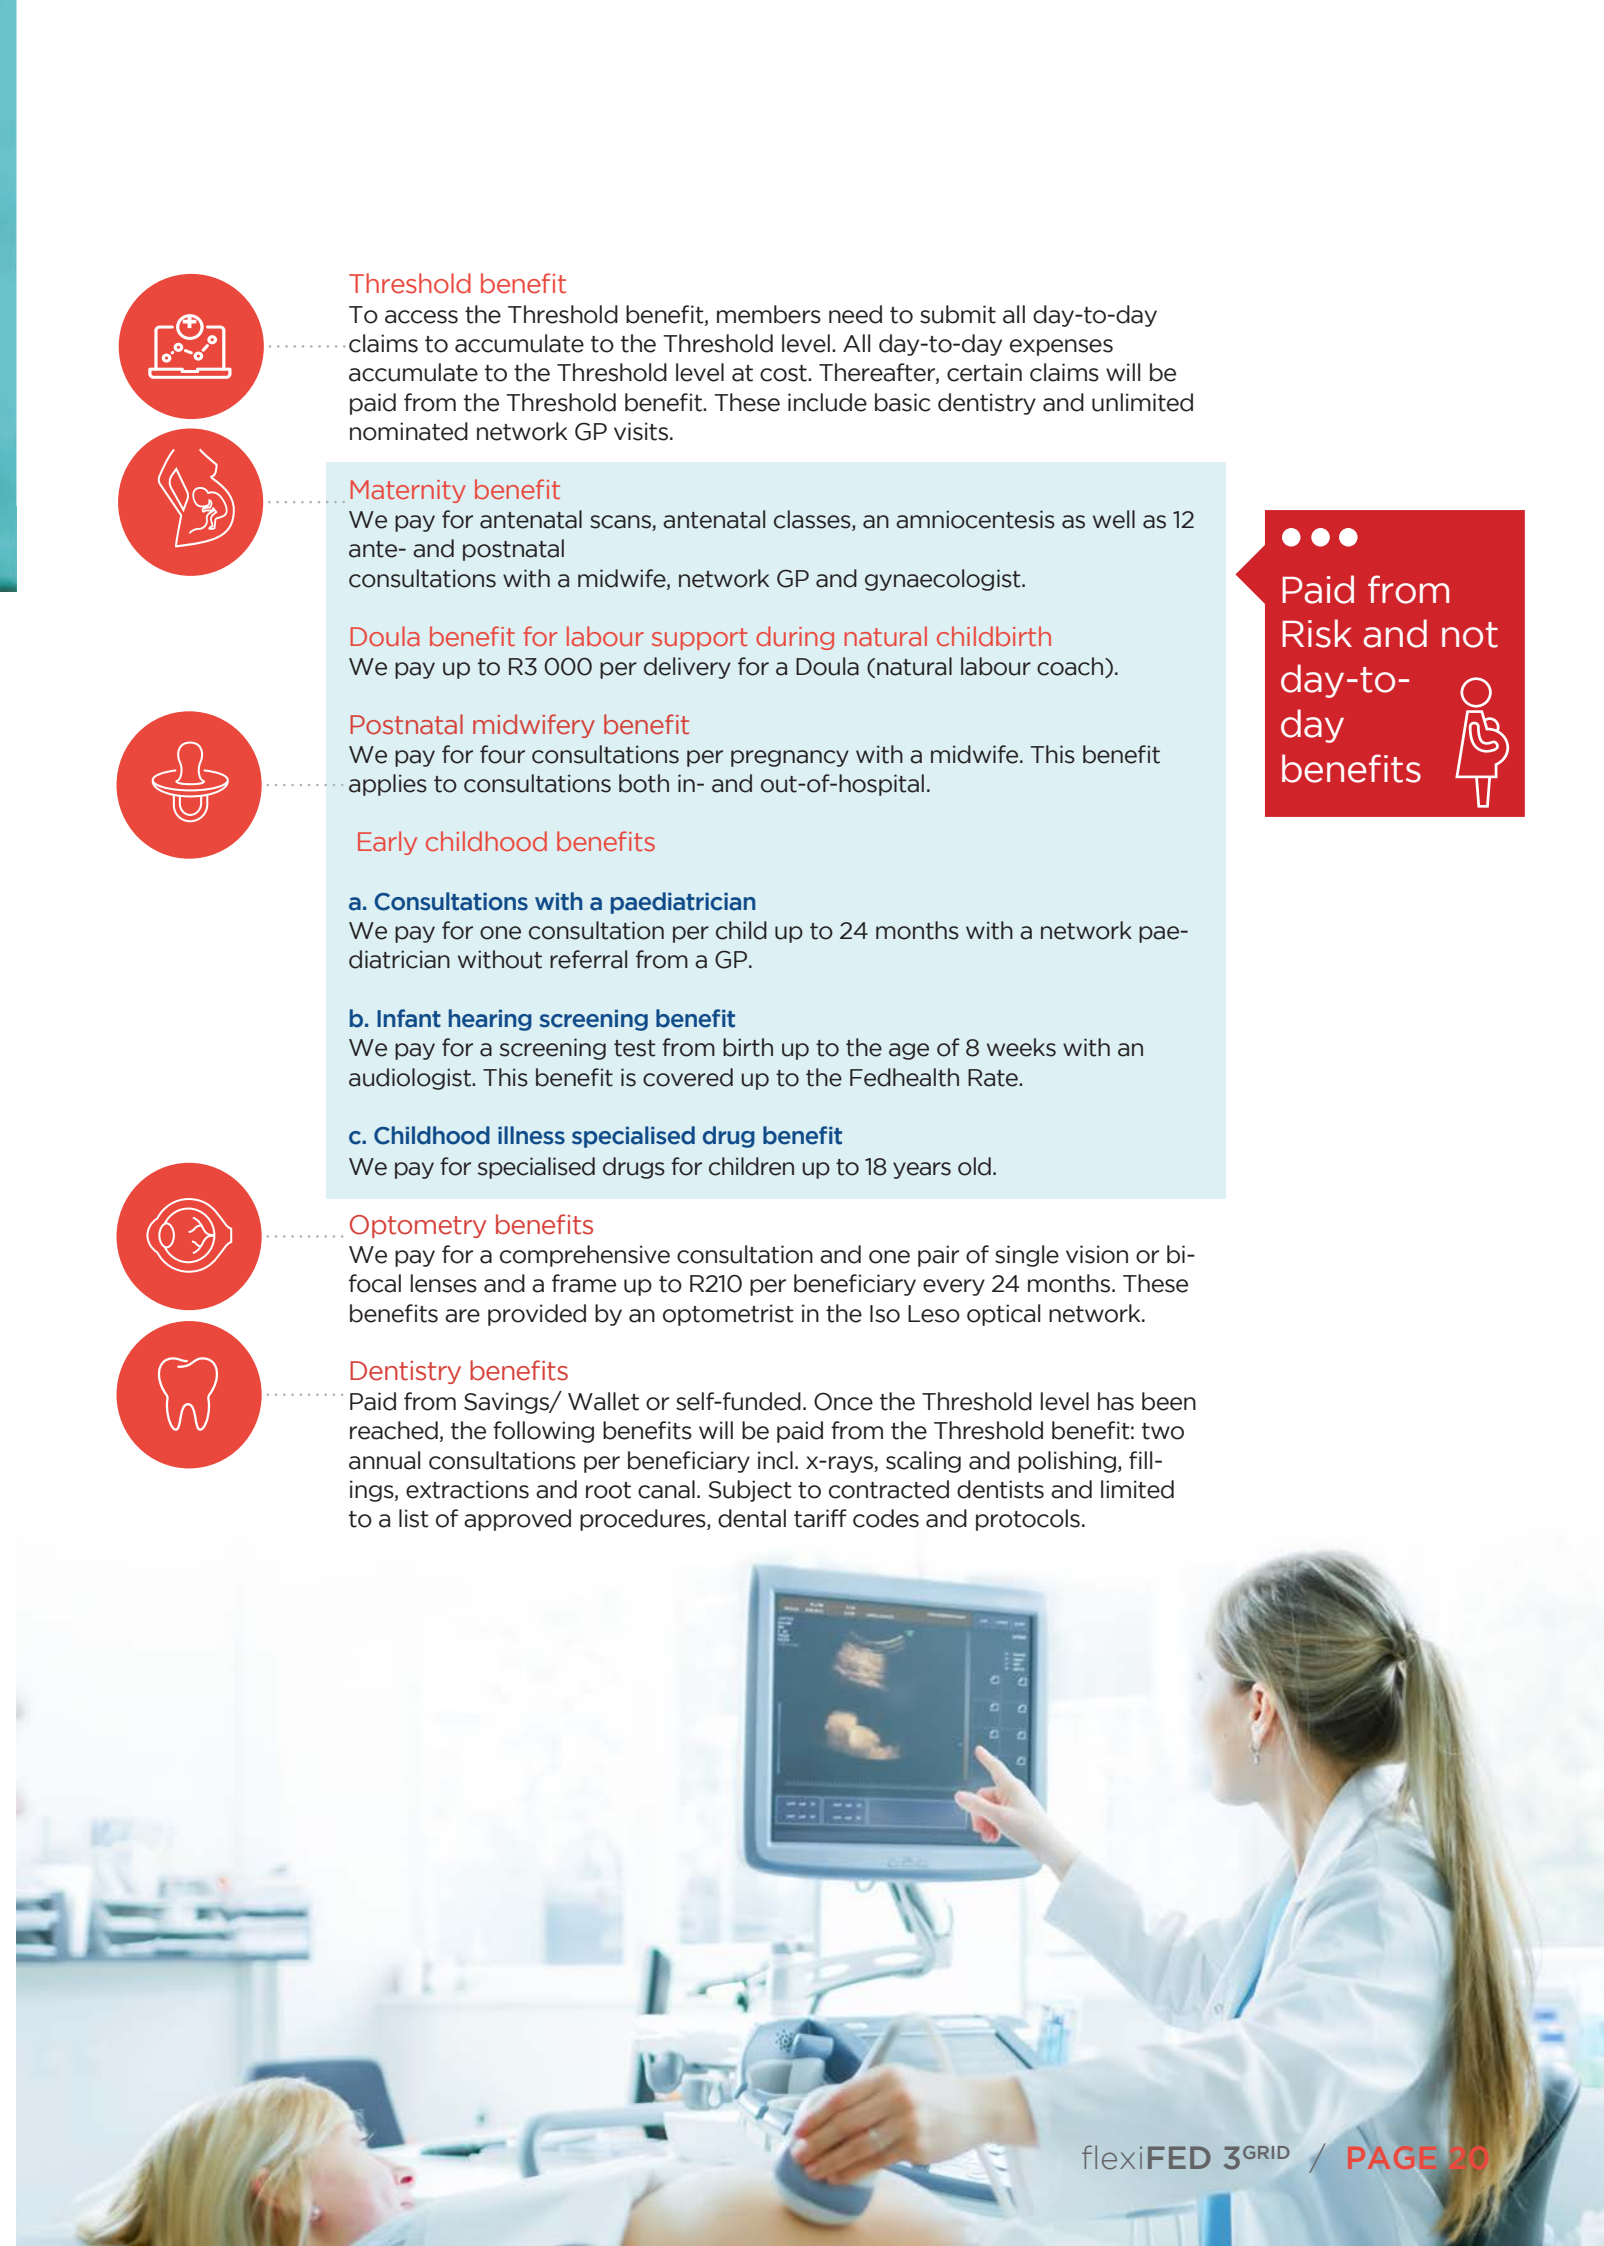 Threshold benefit
To access the Threshold benefit, members need to submit all day-to-day
claims to accumulate to the Threshold level. All day-to-day expenses
accumulate to the Threshold level at cost. Thereafter, certain claims will be
paid from the Threshold benefit. These include basic dentistry and unlimited
nominated network GP visits.
Maternity benefit
We pay for antenatal scans, antenatal classes, an amniocentesis as well as 12
ante- and postnatal
consultations with a midwife, network GP and gynaecologist.
Doula benefit for labour support during natural childbirth
We pay up to R3 000 per delivery for a Doula (natural labour coach).
Postnatal midwifery benefit
We pay for four consultations per pregnancy with a midwife. This benefit
applies to consultations both in- and out-of-hospital.
Early childhood benefits
a. Consultations with a paediatrician
We pay for one consultation per child up to 24 months with a network pae-
diatrician without referral from a GP.
b. Infant hearing screening benefit
We pay for a screening test from birth up to the age of 8 weeks with an
audiologist. This benefit is covered up to the Fedhealth Rate.
c. Childhood illness specialised drug benefit
We pay for specialised drugs for children up to 18 years old.
Paid from
Risk and not
day-to-
day
benefits
Optometry benefits
We pay for a comprehensive consultation and one pair of single vision or bi-
focal lenses and a frame up to R210 per beneficiary every 24 months. These
benefits are provided by an optometrist in the Iso Leso optical network.
Dentistry benefits
Paid from Savings/ Wallet or self-funded. Once the Threshold level has been
reached, the following benefits will be paid from the Threshold benefit: two
annual consultations per beneficiary incl. x-rays, scaling and polishing, fill-
ings, extractions and root canal. Subject to contracted dentists and limited
to a list of approved procedures, dental tariff codes and protocols.
flexiFED 3GRID / PAGE 20